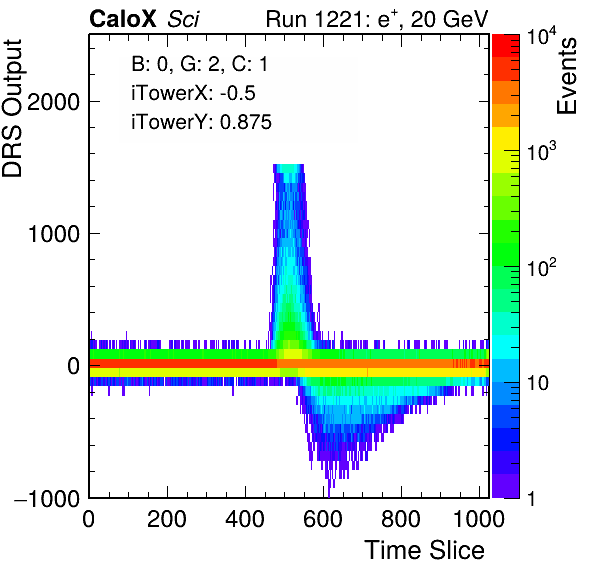 CaloX Sci Run 1221: e+, 20 GeV
B: 0, G: 2, C: 1
iTowerX: -0.5
iTowerY: 0.875
DRS Output
2000
1000
0
−1000
0 200 400 600 800 1000
Time Slice
Events
10^4
10^3
10^2
10
1